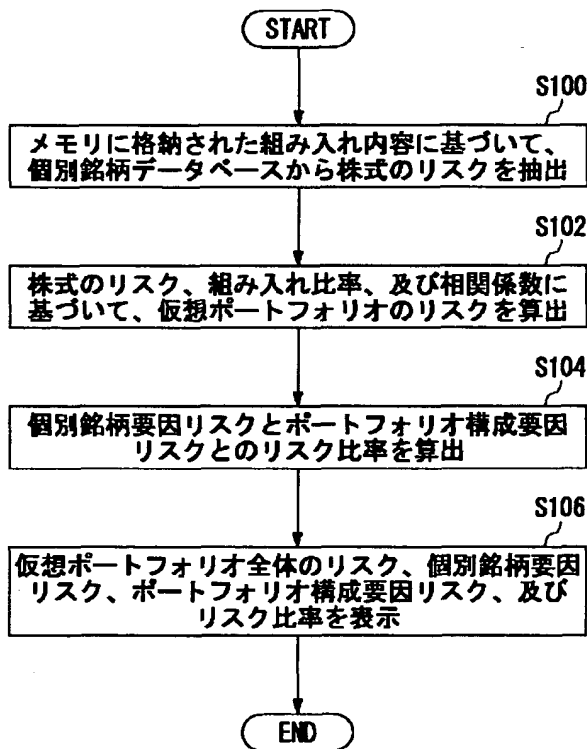 START
S100
メモリに格納された組み入れ内容に基づいて、
個別銘柄データベースから株式のリスクを抽出
S102
株式のリスク、組み入れ比率、及び相関係数に
基づいて、仮想ポートフォリオのリスクを算出
S104
個別銘柄要因リスクとポートフォリオ構成要因
リスクとのリスク比率を算出
S106
仮想ポートフォリオ全体のリスク、個別銘柄要因
リスク、ポートフォリオ構成要因リスク、及び
リスク比率を表示
END